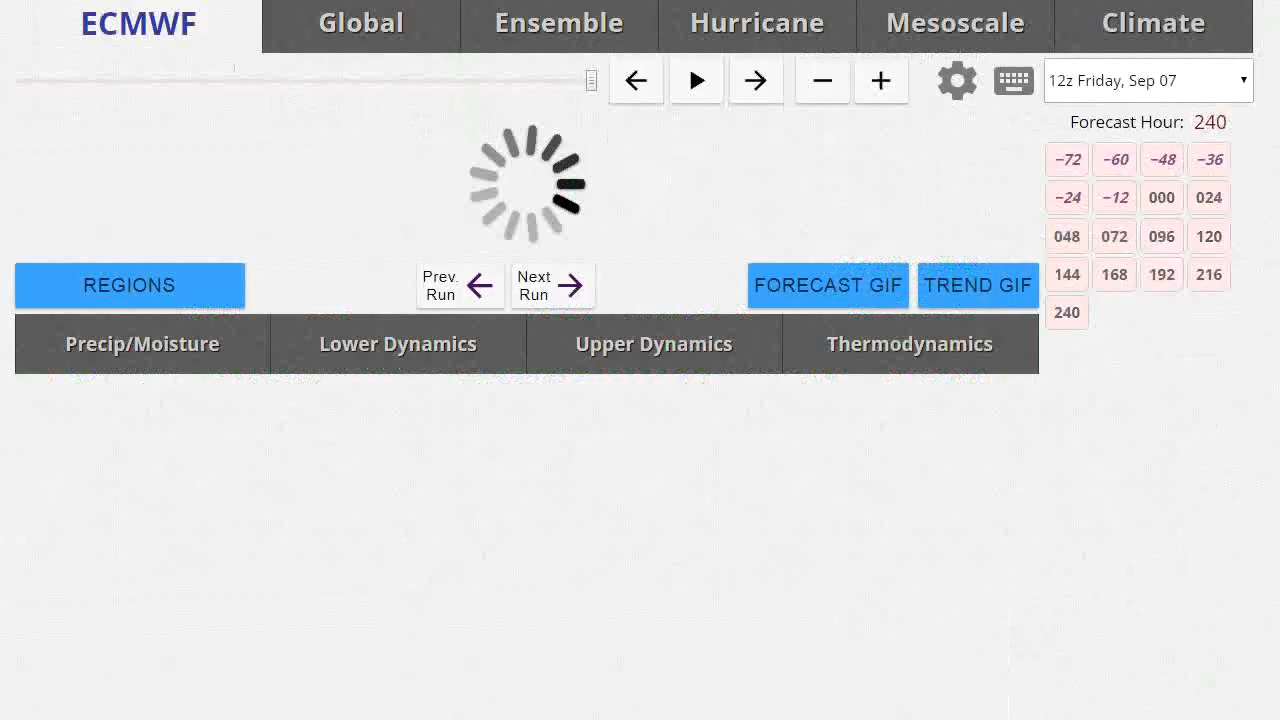 ECMWF Global Ensemble Hurricane Mesoscale Climate
12z Friday, Sep 07
Forecast Hour: 240
−72 −60 −48 −36
−24 −12 000 024
048 072 096 120
144 168 192 216
240
REGIONS
Prev. Run
Next Run
FORECAST GIF TREND GIF
Precip/Moisture Lower Dynamics Upper Dynamics Thermodynamics